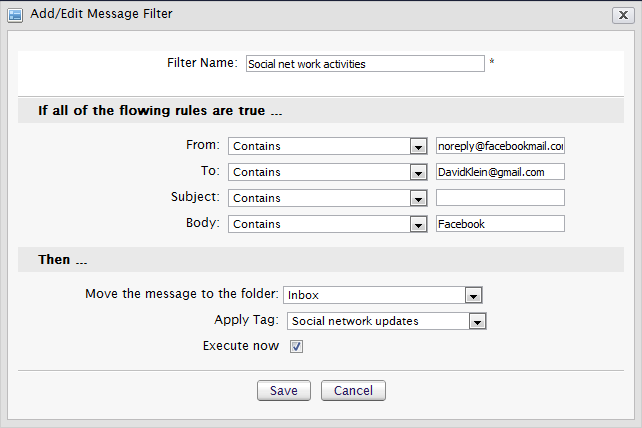 Add/Edit Message Filter
Filter Name: Social net work activities *
If all of the flowing rules are true ...
From: Contains noreply@facebookmail.co
To: Contains DavidKlein@gmail.com
Subject: Contains
Body: Contains Facebook
Then ...
Move the message to the folder: Inbox
Apply Tag: Social network updates
Execute now
Save Cancel